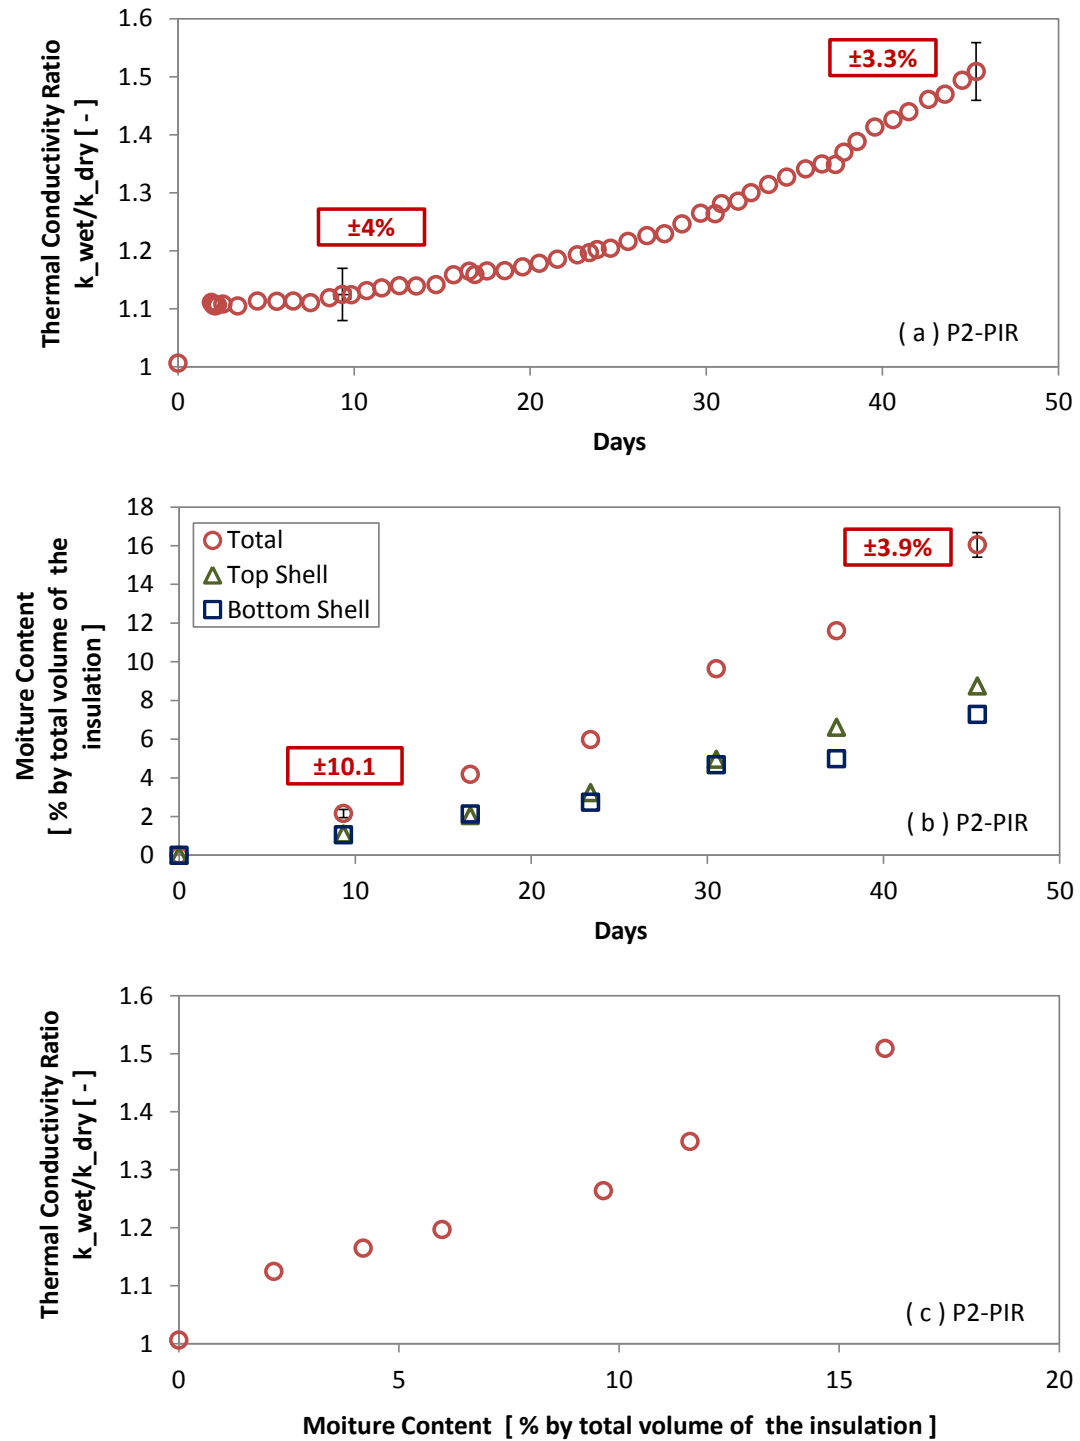 1.6
1.5
1.4
1.3
1.2
1.1
1
Thermal Conductivity Ratio
k_wet/k_dry [ - ]
±3.3%
±4%
( a ) P2-PIR
0 10 20 30 40 50
Days
18
16
14
12
10
8
6
4
2
0
Moiture Content
[ % by total volume of the
insulation ]
Total
Top Shell
Bottom Shell
±3.9%
±10.1
( b ) P2-PIR
0 10 20 30 40 50
Days
1.6
1.5
1.4
1.3
1.2
1.1
1
Thermal Conductivity Ratio
k_wet/k_dry [ - ]
( c ) P2-PIR
0 5 10 15 20
Moiture Content [ % by total volume of the insulation ]